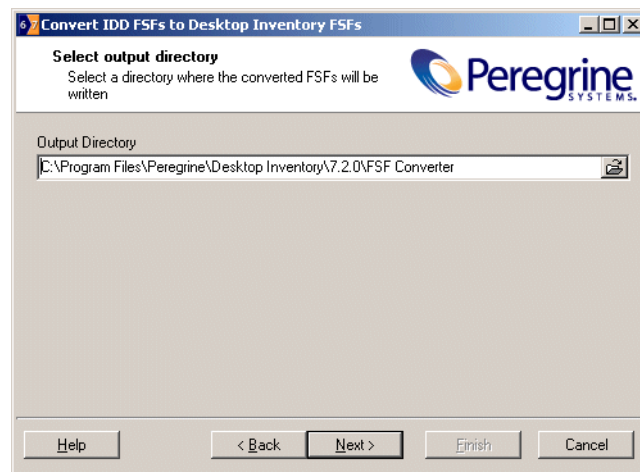 6 7 Convert IDD FSFs to Desktop Inventory FSFs
Select output directory
Select a directory where the converted FSFs will be
written
Peregrine
SYSTEMS.
Output Directory
C:\Program Files\Peregrine\Desktop Inventory\7.2.0\FSF Converter
Help
< Back
Next >
Finish
Cancel